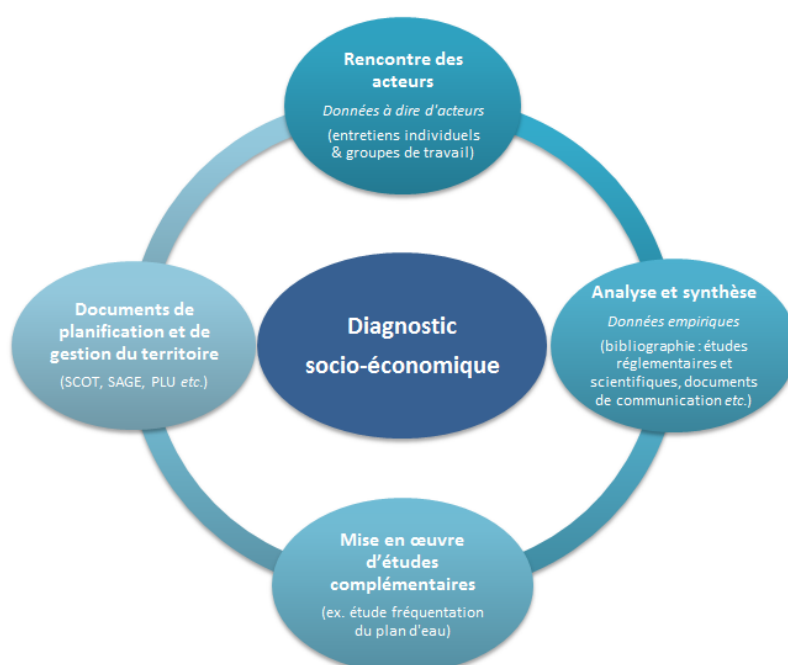 Rencontre des
acteurs
Données à dire d'acteurs
(entretiens individuels
& groupes de travail)
Documents de
planification et de
gestion du territoire
(SCOT, SAGE, PLU etc.)
Diagnostic
socio-économique
Analyse et synthèse
Données empiriques
(bibliographie : études
réglementaires et
scientifiques, documents
de communication etc.)
Mise en œuvre
d'études
complémentaires
(ex. étude fréquentation
du plan d'eau)